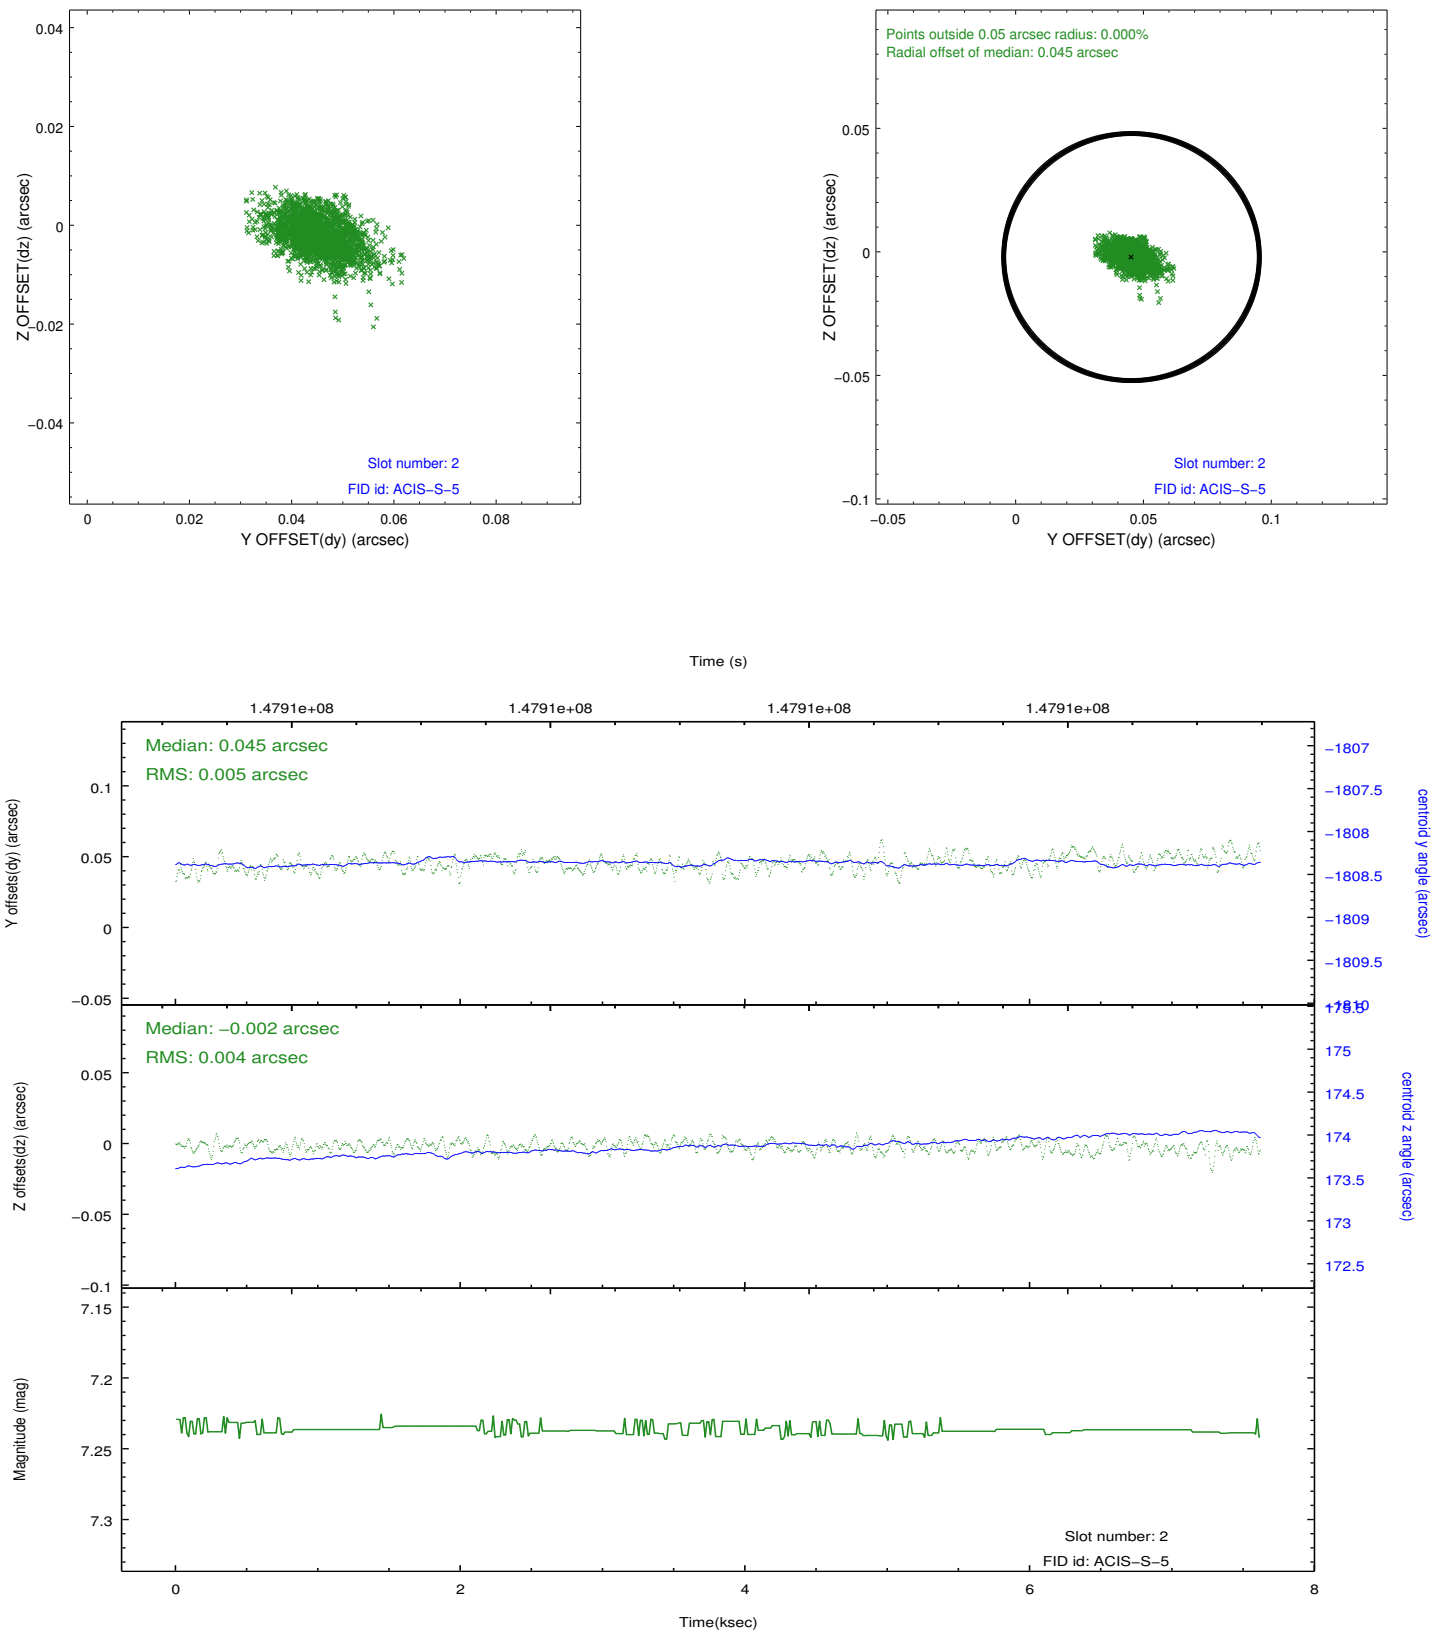 0.04
0.02
0
−0.02
−0.04
Z OFFSET(dz) (arcsec)
Slot number: 2
FID id: ACIS−S−5
0
0.02
0.04
0.06
0.08
Y OFFSET(dy) (arcsec)
Points outside 0.05 arcsec radius: 0.000%
Radial offset of median: 0.045 arcsec
0.05
0
−0.05
−0.1
Z OFFSET(dz) (arcsec)
Slot number: 2
FID id: ACIS−S−5
−0.05
0
0.05
0.1
Y OFFSET(dy) (arcsec)
Time (s)
1.4791e+08
1.4791e+08
1.4791e+08
1.4791e+08
Median: 0.045 arcsec
RMS: 0.005 arcsec
0.1
0.05
0
−0.05
Y offsets(dy) (arcsec)
−1807
−1807.5
−1808
−1808.5
−1809
−1809.5
−1810
centroid y angle (arcsec)
Median: −0.002 arcsec
RMS: 0.004 arcsec
0.05
0
−0.05
−0.1
Z offsets(dz) (arcsec)
175.5
175
174.5
174
173.5
173
172.5
centroid z angle (arcsec)
7.15
7.2
7.25
7.3
Magnitude (mag)
Slot number: 2
FID id: ACIS−S−5
0
2
4
6
8
Time(ksec)